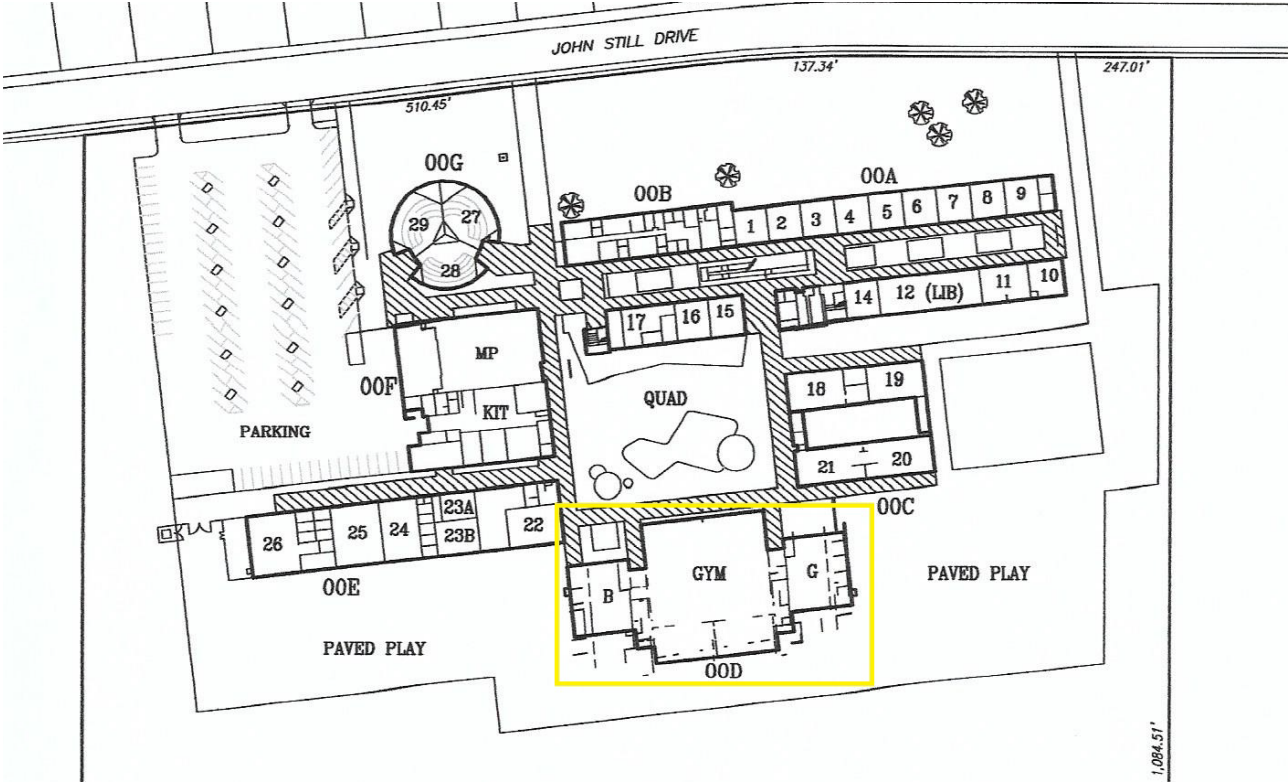 JOHN STILL DRIVE
510.45'
137.34'
247.01'
00G
00B
00A
29
27
28
1
2
3
4
5
6
7
8
9
17
16
15
14
12 (LIB)
11
10
MP
00F
KIT
QUAD
18
19
PARKING
21
20
00C
26
25
24
23A
23B
22
00E
B
GYM
G
PAVED PLAY
PAVED PLAY
00D
1,084.51'